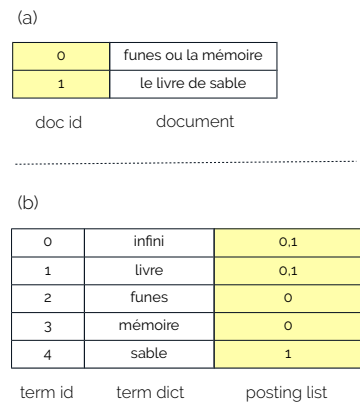 (a)
0 funes ou la mémoire
1 le livre de sable
doc id document
(b)
0 infini 0,1
1 livre 0,1
2 funes 0
3 mémoire 0
4 sable 1
term id term dict posting list